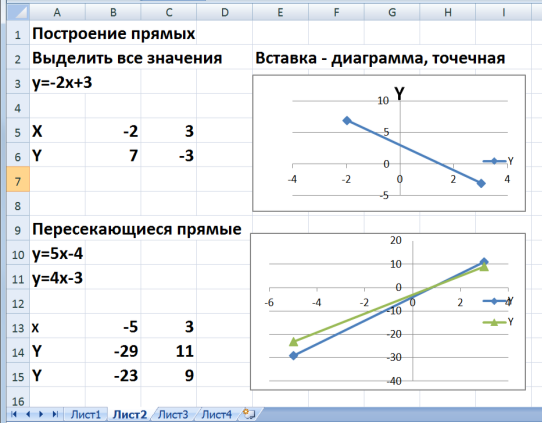 A B C D E F G H I
1 Построение прямых
2 Выделить все значения Вставка - диаграмма, точечная
3 y=-2x+3
4
5 X -2 3
6 Y 7 -3
7
8
Y
10
5
0
-5
-4 -2 0 2 4
Y
9 Пересекающиеся прямые
10 y=5x-4
11 y=4x-3
12
13 x -5 3
14 Y -29 11
15 Y -23 9
16
20
10
0
-10
-20
-30
-40
-6 -4 -2 0 2 4
Y
Y
Лист1 Лист2 Лист3 Лист4